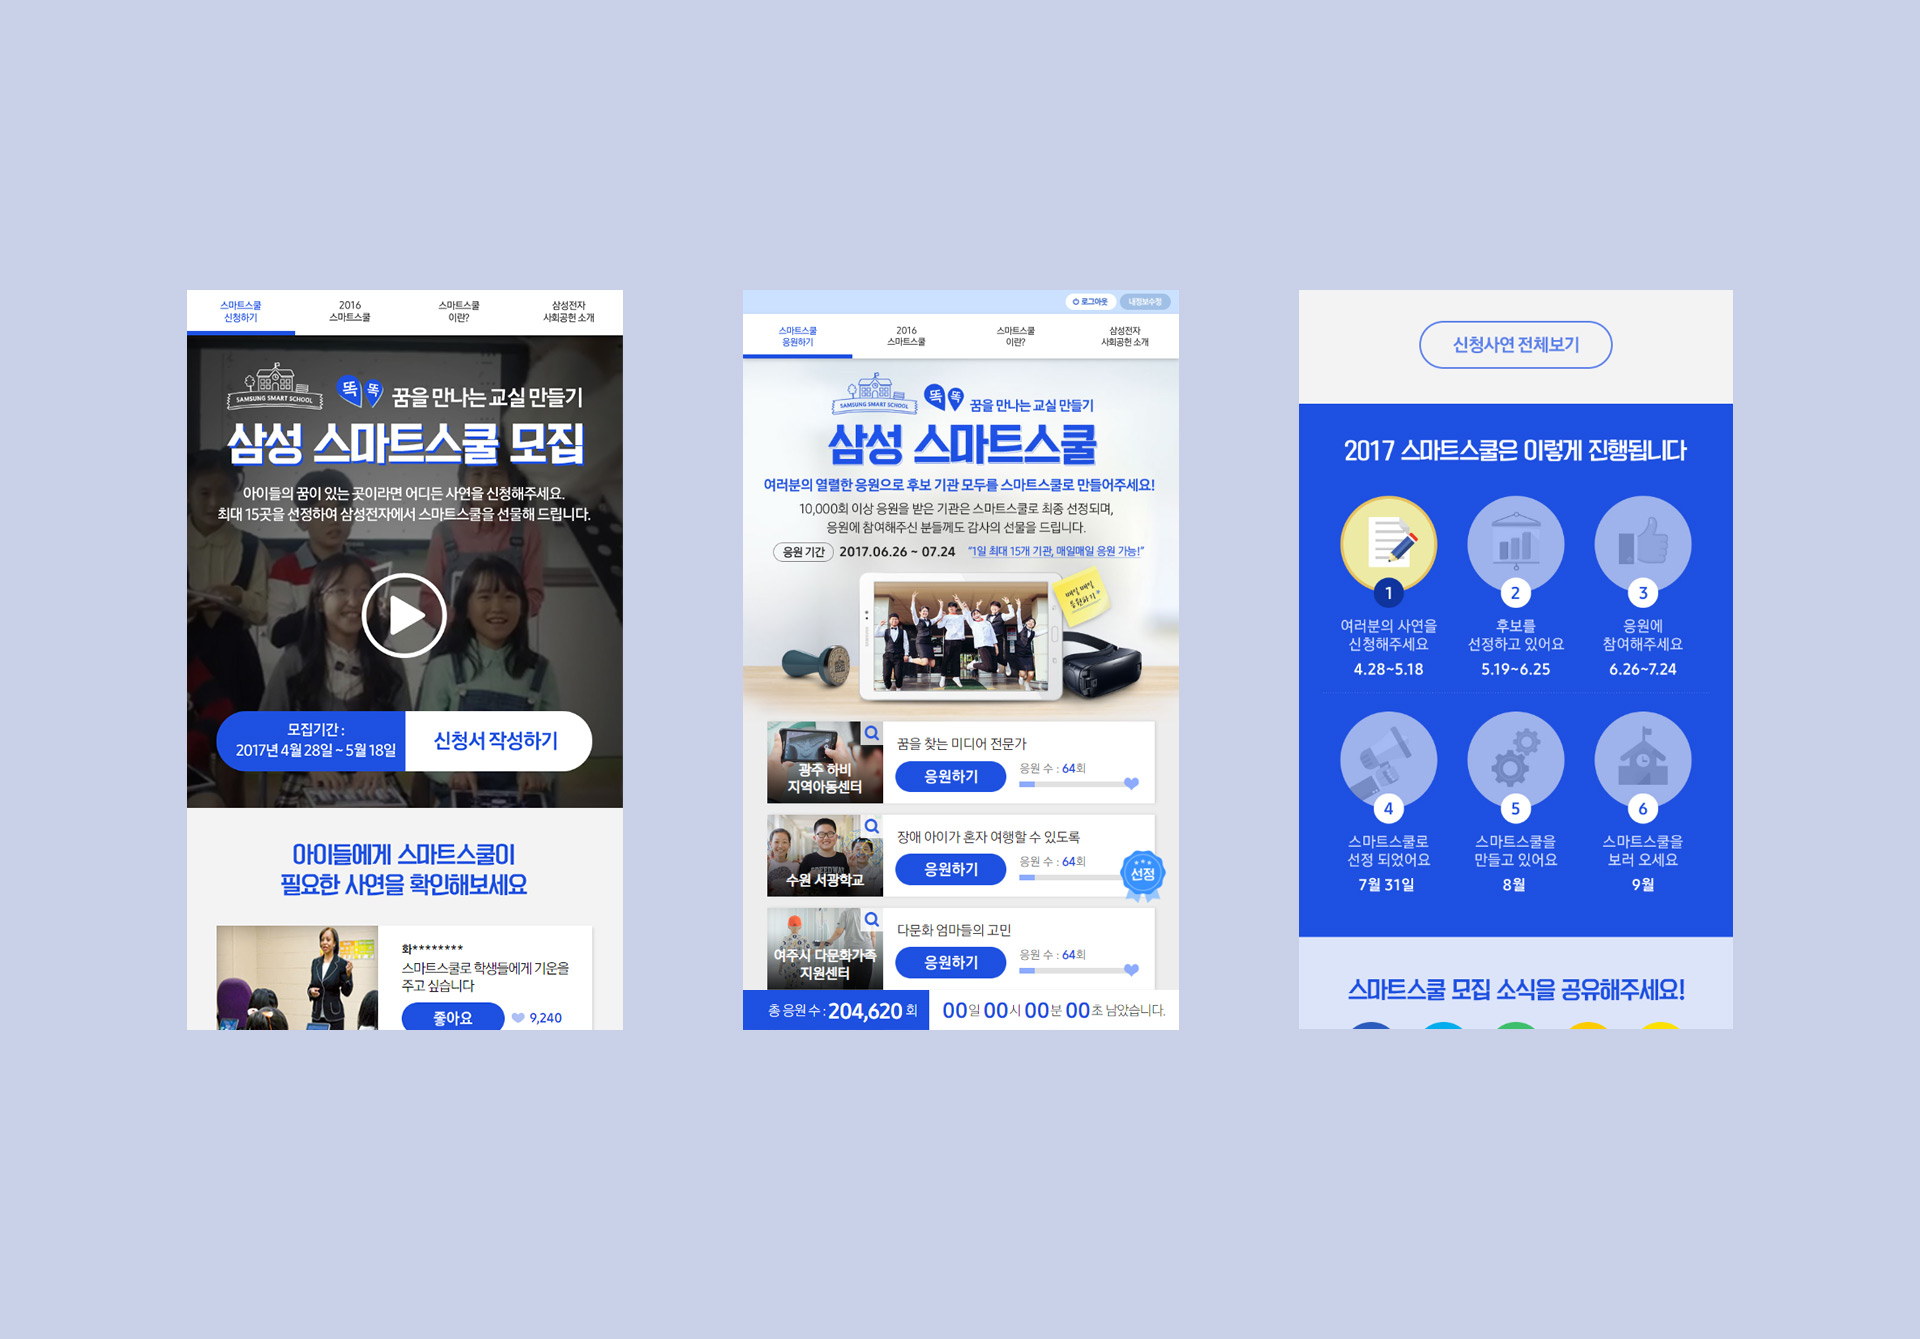 스마트스쿨
신청하기
2016
스마트스쿨
스마트스쿨
이란?
삼성전자
사회공헌 소개
SAMSUNG SMART SCHOOL
똑 똑
꿈을 만나는 교실 만들기
삼성 스마트스쿨 모집
아이들의 꿈이 있는 곳이라면 어디든 사연을 신청해주세요.
최대 15곳을 선정하여 삼성전자에서 스마트스쿨을 선물해 드립니다.
모집기간 :
2017년 4월 28일 ~ 5월 18일
신청서 작성하기
아이들에게 스마트스쿨이
필요한 사연을 확인해보세요
화********
스마트스쿨로 학생들에게 기운을
주고 싶습니다
좋아요
9,240
로그아웃
내정보수정
스마트스쿨
응원하기
2016
스마트스쿨
스마트스쿨
이란?
삼성전자
사회공헌 소개
SAMSUNG SMART SCHOOL
똑 똑
꿈을 만나는 교실 만들기
삼성 스마트스쿨
여러분의 열렬한 응원으로 후보 기관 모두를 스마트스쿨로 만들어주세요!
10,000회 이상 응원을 받은 기관은 스마트스쿨로 최종 선정되며,
응원에 참여해주신 분들께도 감사의 선물을 드립니다.
응원 기간 2017.06.26 ~ 07.24 "1일 최대 15개 기관, 매일매일 응원 가능!"
매일 매일
응원하기
광주 하비
지역아동센터
꿈을 찾는 미디어 전문가
응원하기
응원 수 : 64회
수원 서광학교
장애 아이가 혼자 여행할 수 있도록
응원하기
응원 수 : 64회
선정
여주시 다문화가족
지원센터
다문화 엄마들의 고민
응원하기
응원 수 : 64회
총 응원 수 : 204,620 회
00일 00시 00분 00초 남았습니다.
신청사연 전체보기
2017 스마트스쿨은 이렇게 진행됩니다
1
여러분의 사연을
신청해주세요
4.28~5.18
2
후보를
선정하고 있어요
5.19~6.25
3
응원에
참여해주세요
6.26~7.24
4
스마트스쿨로
선정 되었어요
7월 31일
5
스마트스쿨을
만들고 있어요
8월
6
스마트스쿨을
보러 오세요
9월
스마트스쿨 모집 소식을 공유해주세요!